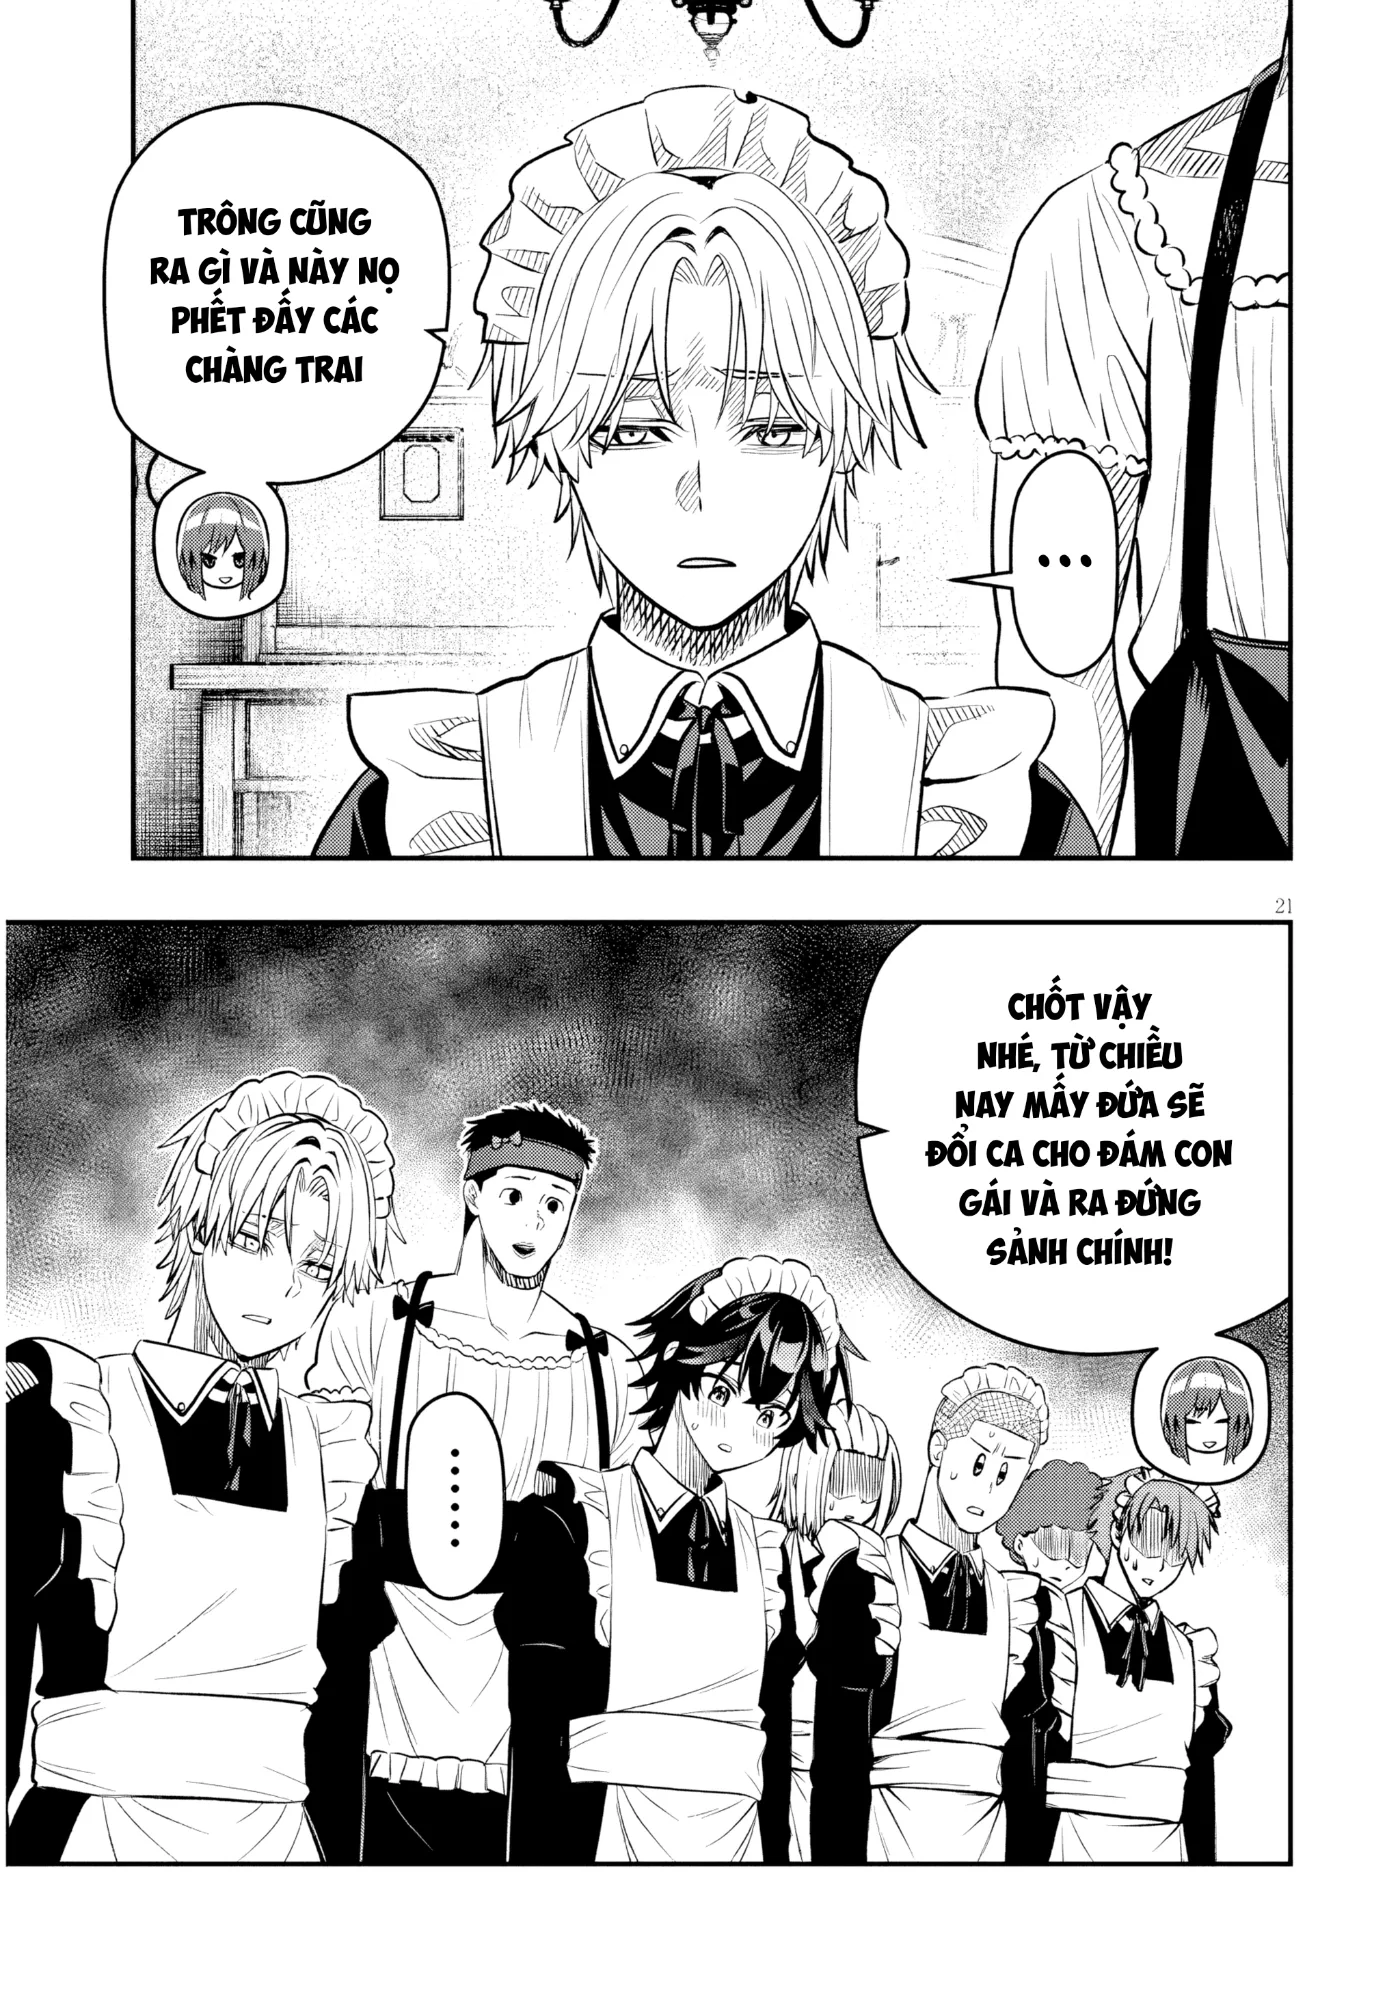 TRÔNG CŨNG
RA GÌ VÀ NÀY NỌ
PHẾT ĐẤY CÁC
CHÀNG TRAI
...
21
CHỐT VẬY
NHÉ, TỪ CHIỀU
NAY MẤY ĐỨA SẼ
ĐỔI CA CHO ĐÁM CON
GÁI VÀ RA ĐỨNG
SẢNH CHÍNH!
......